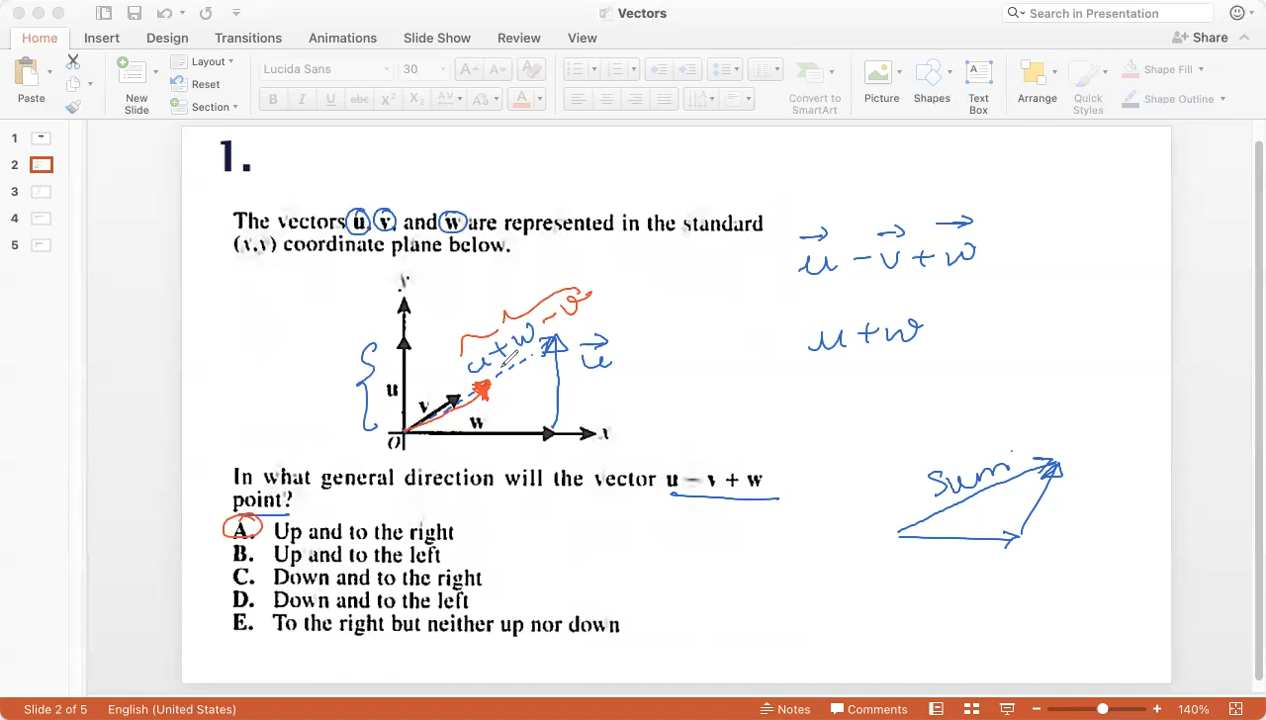 Vectors
Search in Presentation
Home Insert Design Transitions Animations Slide Show Review View
Share
Paste
New Slide
Layout
Reset
Section
Lucida Sans 30
B I U abc X² X₂ AV Aa A
Convert to SmartArt
Picture Shapes Text Box Arrange Quick Styles
Shape Fill
Shape Outline
1
2
3
4
5
1.
The vectors u, v, and w are represented in the standard
(x,y) coordinate plane below.
y
u
v
w
O
x
u+w
-v
u
u - v + w
u + w
sum
In what general direction will the vector u − v + w
point?
A. Up and to the right
B. Up and to the left
C. Down and to the right
D. Down and to the left
E. To the right but neither up nor down
Slide 2 of 5 English (United States) Notes Comments 140%